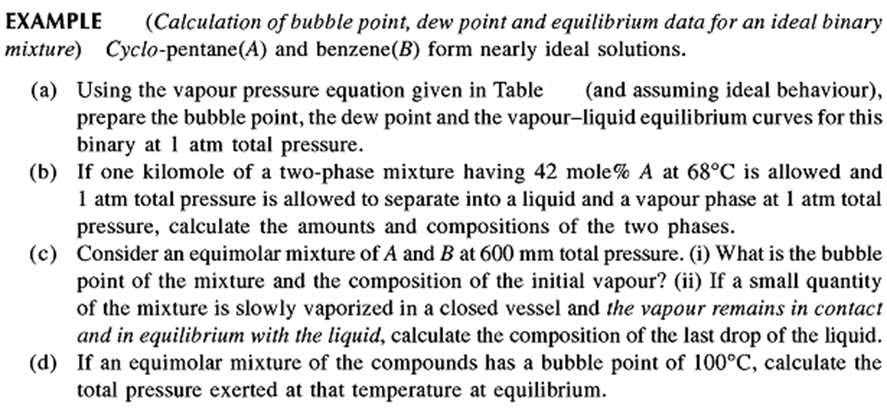 EXAMPLE (Calculation of bubble point, dew point and equilibrium data for an ideal binary
mixture) Cyclo-pentane(A) and benzene(B) form nearly ideal solutions.
(a) Using the vapour pressure equation given in Table (and assuming ideal behaviour),
prepare the bubble point, the dew point and the vapour–liquid equilibrium curves for this
binary at 1 atm total pressure.
(b) If one kilomole of a two-phase mixture having 42 mole% A at 68°C is allowed and
1 atm total pressure is allowed to separate into a liquid and a vapour phase at 1 atm total
pressure, calculate the amounts and compositions of the two phases.
(c) Consider an equimolar mixture of A and B at 600 mm total pressure. (i) What is the bubble
point of the mixture and the composition of the initial vapour? (ii) If a small quantity
of the mixture is slowly vaporized in a closed vessel and the vapour remains in contact
and in equilibrium with the liquid, calculate the composition of the last drop of the liquid.
(d) If an equimolar mixture of the compounds has a bubble point of 100°C, calculate the
total pressure exerted at that temperature at equilibrium.